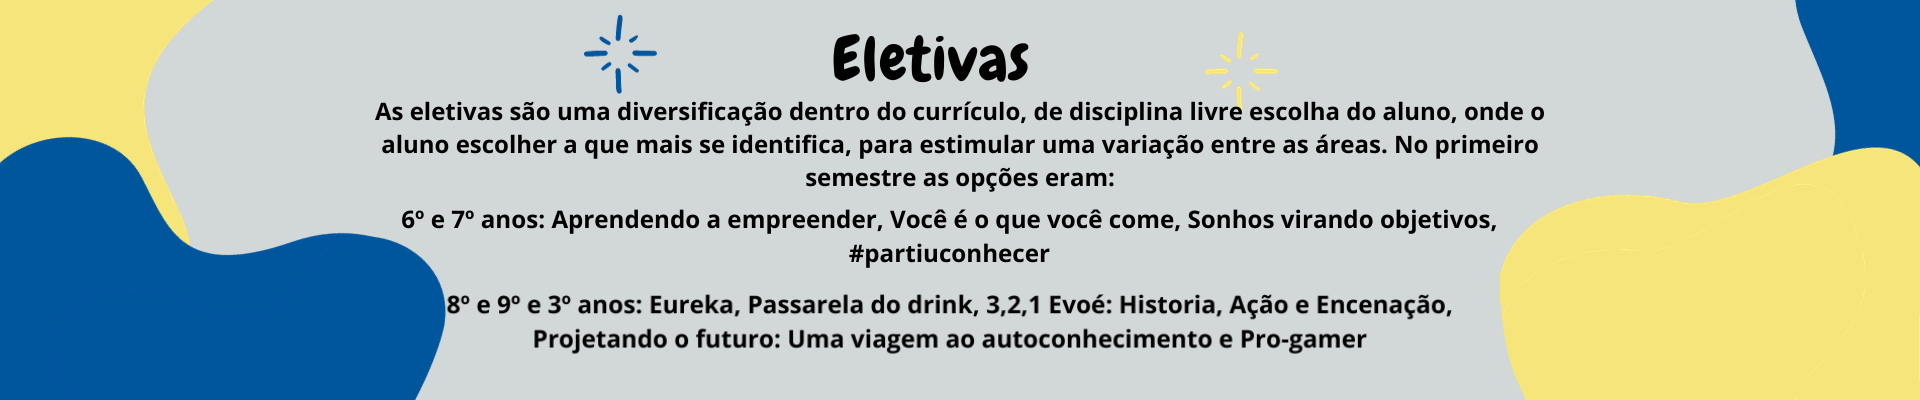 Eletivas
As eletivas são uma diversificação dentro do currículo, de disciplina livre escolha do aluno, onde o
aluno escolher a que mais se identifica, para estimular uma variação entre as áreas. No primeiro
semestre as opções eram:
6º e 7º anos: Aprendendo a empreender, Você é o que você come, Sonhos virando objetivos,
#partiuconhecer
8º e 9º e 3º anos: Eureka, Passarela do drink, 3,2,1 Evoé: Historia, Ação e Encenação,
Projetando o futuro: Uma viagem ao autoconhecimento e Pro-gamer